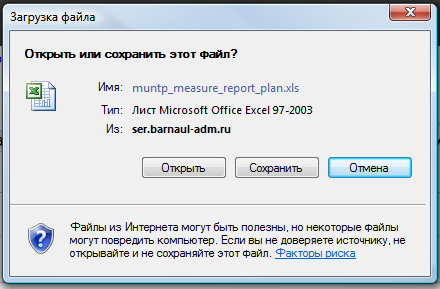 Загрузка файла
Открыть или сохранить этот файл?
Имя: muntp_measure_report_plan.xls
Тип: Лист Microsoft Office Excel 97-2003
Из: ser.barnaul-adm.ru
Открыть Сохранить Отмена
Файлы из Интернета могут быть полезны, но некоторые файлы
могут повредить компьютер. Если вы не доверяете источнику, не
открывайте и не сохраняйте этот файл. Факторы риска